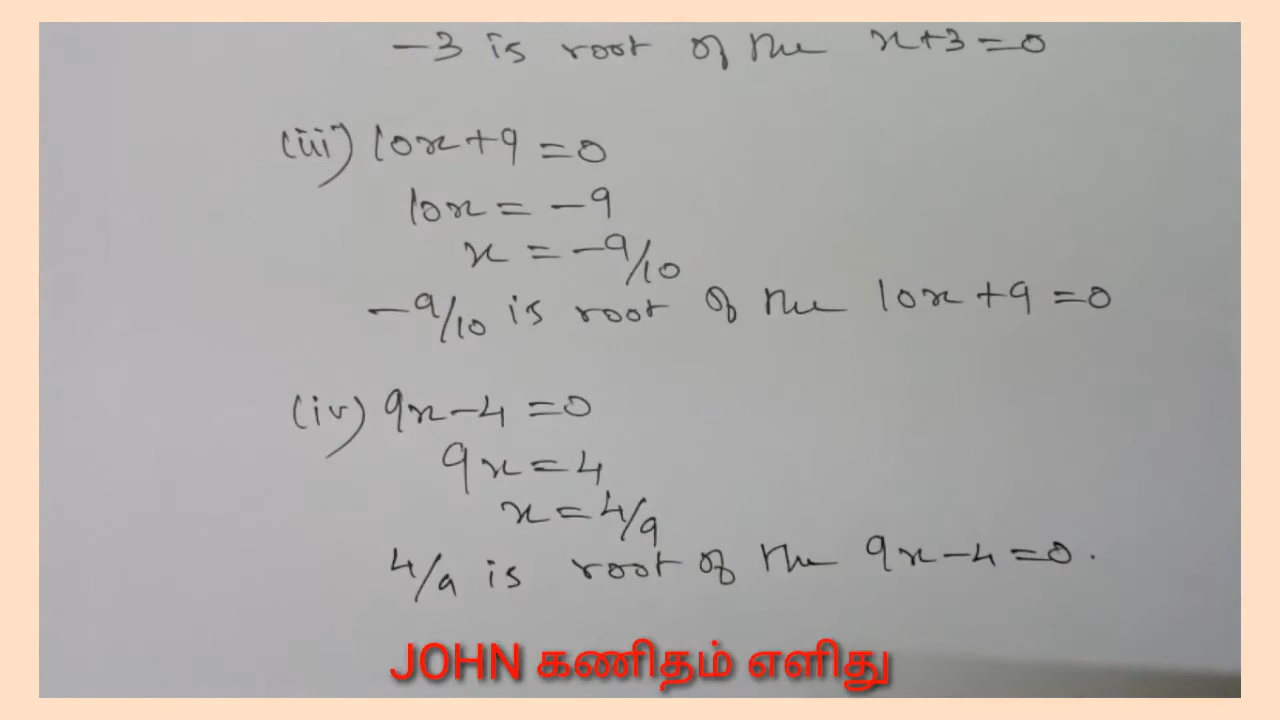 -3 is root of the x+3=0
(iii) 10x+9=0
10x=-9
x=-9/10
-9/10 is root of the 10x+9=0
(iv) 9x-4=0
9x=4
x=4/9
4/9 is root of the 9x-4=0.
JOHN கணிதம் எளிது